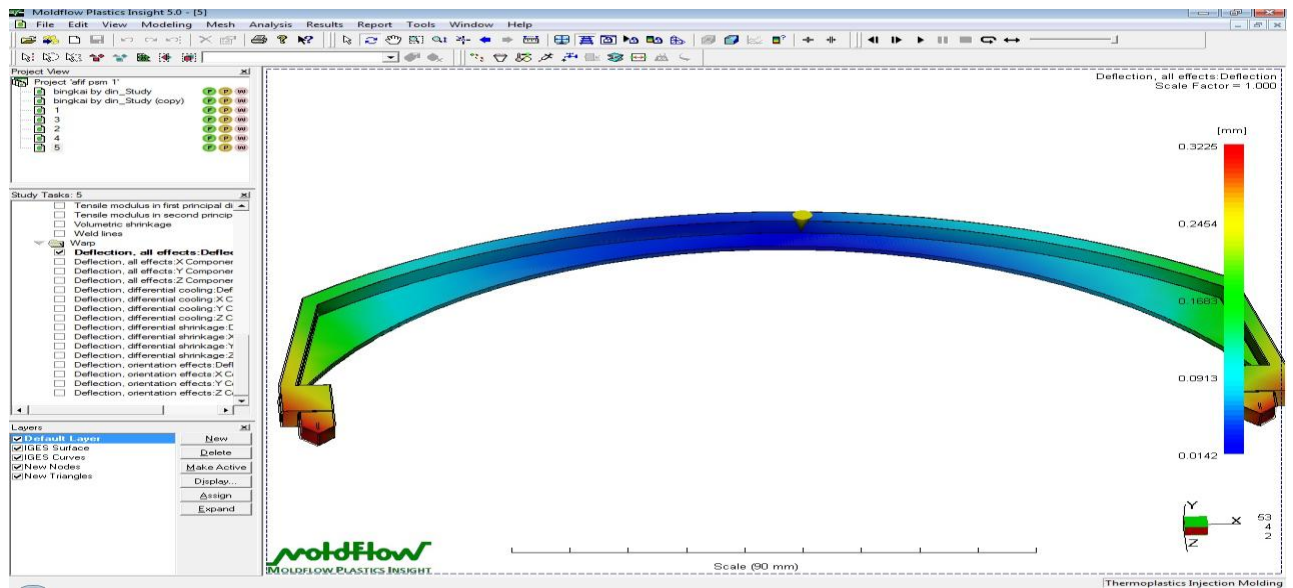 Moldflow Plastics Insight 5.0 - [5]
File Edit View Modeling Mesh Analysis Results Report Tools Window Help
Project View
Project 'afif psm 1'
bingkai by din_Study
bingkai by din_Study (copy)
1
3
2
4
5
Study Tasks: 5
Tensile modulus in first principal di
Tensile modulus in second princip
Volumetric shrinkage
Weld lines
Warp
Deflection, all effects:Deflec
Deflection, all effects:X Componer
Deflection, all effects:Y Componer
Deflection, all effects:Z Componer
Deflection, differential cooling:Def
Deflection, differential cooling:X C
Deflection, differential cooling:Y C
Deflection, differential cooling:Z C
Deflection, differential shrinkage:D
Deflection, differential shrinkage:X
Deflection, differential shrinkage:Y
Deflection, differential shrinkage:Z
Deflection, orientation effects:Defl
Deflection, orientation effects:X C
Deflection, orientation effects:Y C
Deflection, orientation effects:Z C
Layers
Default Layer
IGES Surface
IGES Curves
New Nodes
New Triangles
New
Delete
Make Active
Display...
Assign
Expand
Deflection, all effects:Deflection
Scale Factor = 1.000
[mm]
0.3225
0.2454
0.1683
0.0913
0.0142
Y
X
Z
53
4
2
moldflow
MOLDFLOW PLASTICS INSIGHT
Scale (90 mm)
Thermoplastics Injection Molding